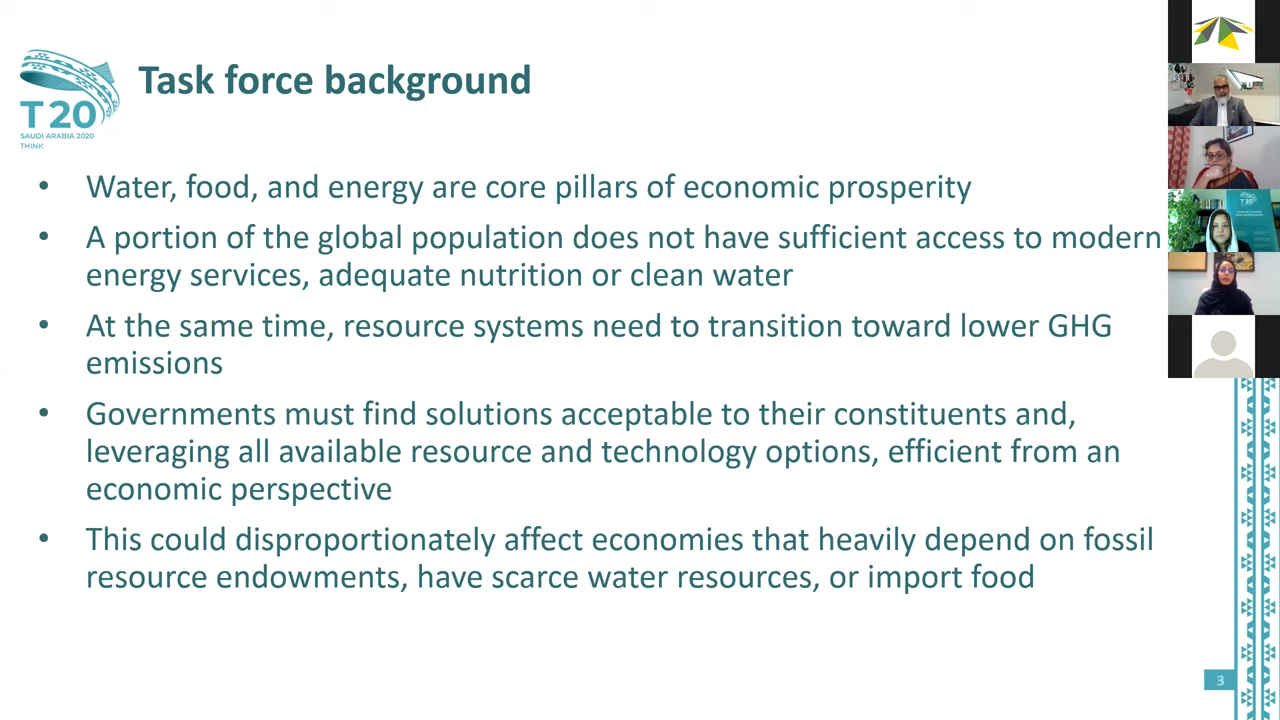 Task force background
T20
SAUDI ARABIA 2020
THINK
• Water, food, and energy are core pillars of economic prosperity
• A portion of the global population does not have sufficient access to modern
energy services, adequate nutrition or clean water
• At the same time, resource systems need to transition toward lower GHG
emissions
• Governments must find solutions acceptable to their constituents and,
leveraging all available resource and technology options, efficient from an
economic perspective
• This could disproportionately affect economies that heavily depend on fossil
resource endowments, have scarce water resources, or import food
T20
3